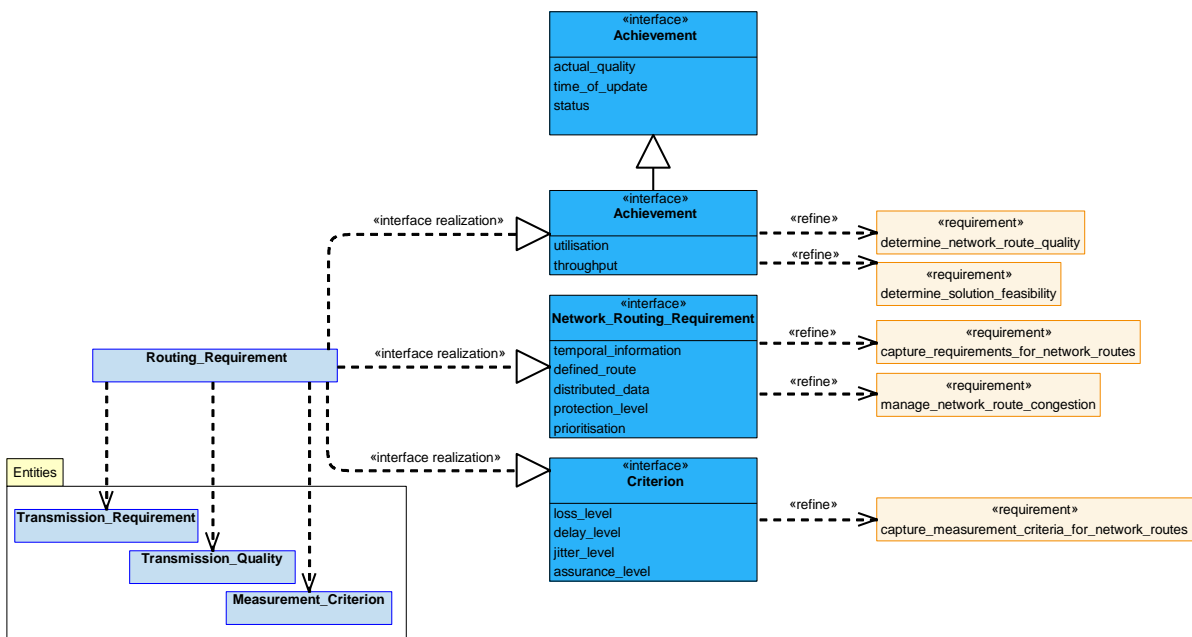 «interface»
Achievement
actual_quality
time_of_update
status
«interface»
Achievement
utilisation
throughput
«interface realization»
«refine»
«requirement»
determine_network_route_quality
«refine»
«requirement»
determine_solution_feasibility
«interface»
Network_Routing_Requirement
temporal_information
defined_route
distributed_data
protection_level
prioritisation
Routing_Requirement
«interface realization»
«refine»
«requirement»
capture_requirements_for_network_routes
«refine»
«requirement»
manage_network_route_congestion
«interface realization»
«interface»
Criterion
loss_level
delay_level
jitter_level
assurance_level
«refine»
«requirement»
capture_measurement_criteria_for_network_routes
Entities
Transmission_Requirement
Transmission_Quality
Measurement_Criterion